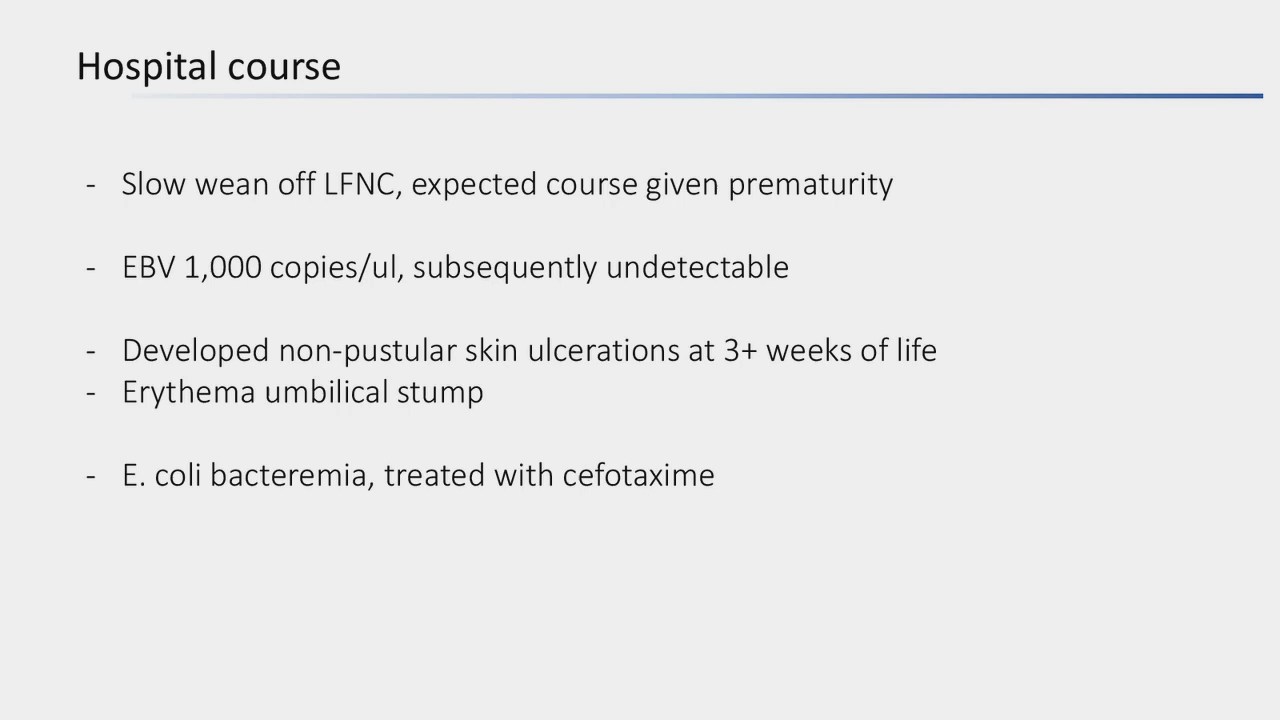 Hospital course
- Slow wean off LFNC, expected course given prematurity
- EBV 1,000 copies/ul, subsequently undetectable
- Developed non-pustular skin ulcerations at 3+ weeks of life
- Erythema umbilical stump
- E. coli bacteremia, treated with cefotaxime